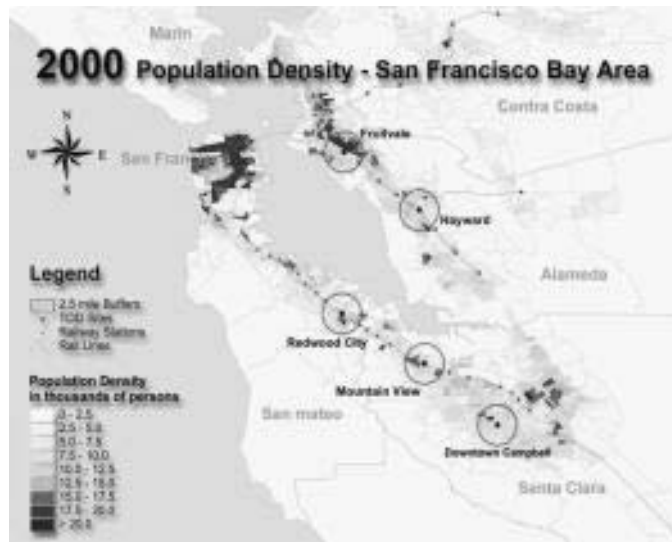 Marin
2000 Population Density - San Francisco Bay Area
Contra Costa
N
W E
S
San Fran
Fruitvale
Hayward
Alameda
Legend
2.5 mile Buffers
TOD Sites
Railway Stations
Rail Lines
Redwood City
Mountain View
San mateo
Downtown Campbell
Santa Clara
Population Density
in thousands of persons
0 - 2.5
2.5 - 5.0
5.0 - 7.5
7.5 - 10.0
10.0 - 12.5
12.5 - 15.0
15.0 - 17.5
17.5 - 20.0
> 20.0